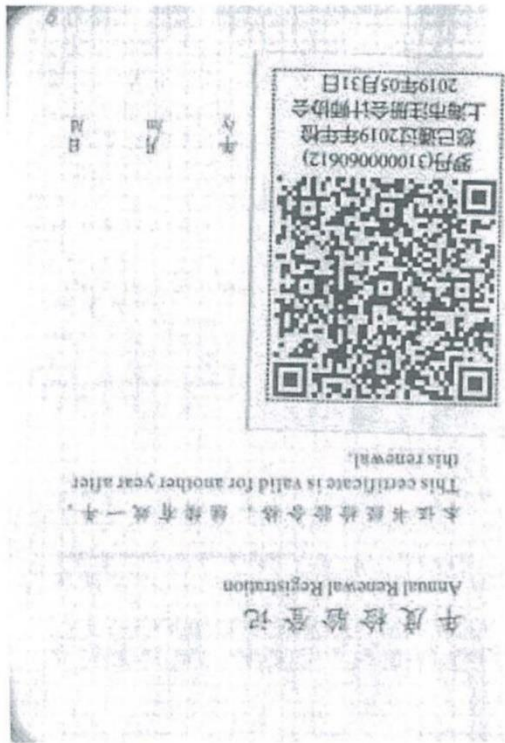 年度检验登记
Annual Renewal Registration
本证书经检验合格，继续有效一年。
This certificate is valid for another year after
this renewal.
罗丹(310000060612)
您已通过2019年年检
上海市注册会计师协会
2019年05月31日
年 月 日
/y /m /d